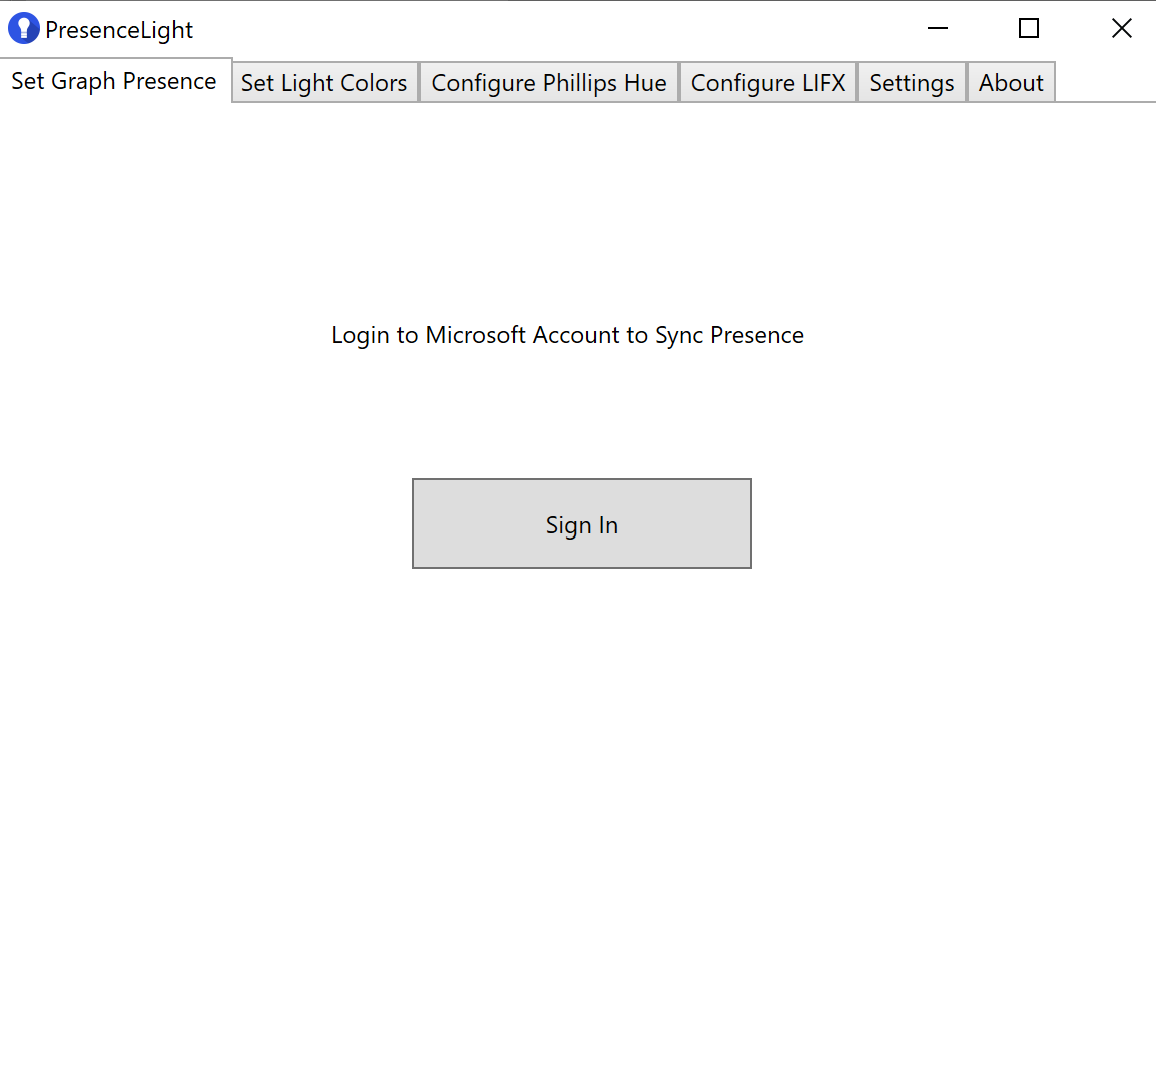 PresenceLight
Set Graph Presence Set Light Colors Configure Phillips Hue Configure LIFX Settings About
Login to Microsoft Account to Sync Presence
Sign In